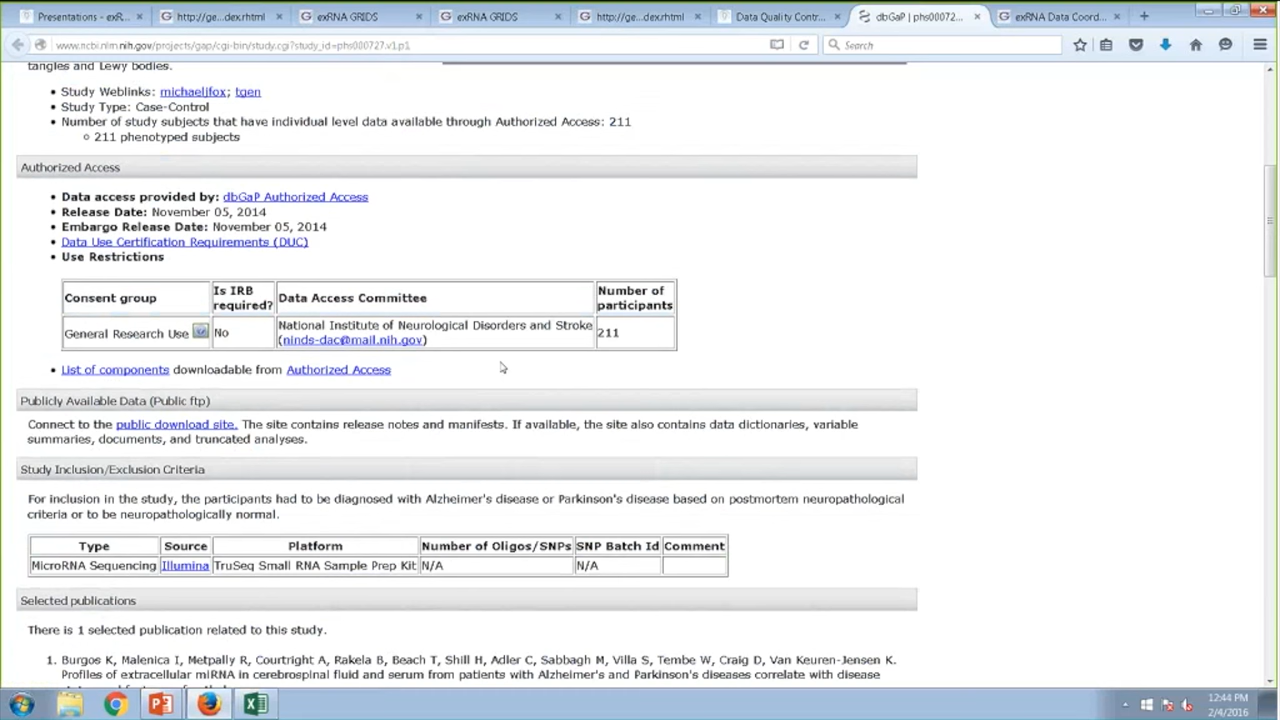 Presentations - exR...
http://ge...dex.rhtml
exRNA GRIDS
exRNA GRIDS
http://ge...dex.rhtml
Data Quality Contr...
dbGaP | phs00072...
exRNA Data Coord...
www.ncbi.nlm.nih.gov/projects/gap/cgi-bin/study.cgi?study_id=phs000727.v1.p1
Search
tangles and Lewy bodies.
• Study Weblinks: michaeljfox; tgen
• Study Type: Case-Control
• Number of study subjects that have individual level data available through Authorized Access: 211
○ 211 phenotyped subjects
Authorized Access
• Data access provided by: dbGaP Authorized Access
• Release Date: November 05, 2014
• Embargo Release Date: November 05, 2014
• Data Use Certification Requirements (DUC)
• Use Restrictions
Consent group Is IRB required? Data Access Committee Number of participants
General Research Use No National Institute of Neurological Disorders and Stroke (ninds-dac@mail.nih.gov) 211
• List of components downloadable from Authorized Access
Publicly Available Data (Public ftp)
Connect to the public download site. The site contains release notes and manifests. If available, the site also contains data dictionaries, variable
summaries, documents, and truncated analyses.
Study Inclusion/Exclusion Criteria
For inclusion in the study, the participants had to be diagnosed with Alzheimer's disease or Parkinson's disease based on postmortem neuropathological
criteria or to be neuropathologically normal.
Type Source Platform Number of Oligos/SNPs SNP Batch Id Comment
MicroRNA Sequencing Illumina TruSeq Small RNA Sample Prep Kit N/A N/A
Selected publications
There is 1 selected publication related to this study.
1. Burgos K, Malenica I, Metpally R, Courtright A, Rakela B, Beach T, Shill H, Adler C, Sabbagh M, Villa S, Tembe W, Craig D, Van Keuren-Jensen K.
Profiles of extracellular miRNA in cerebrospinal fluid and serum from patients with Alzheimer's and Parkinson's diseases correlate with disease
12:44 PM
2/4/2016